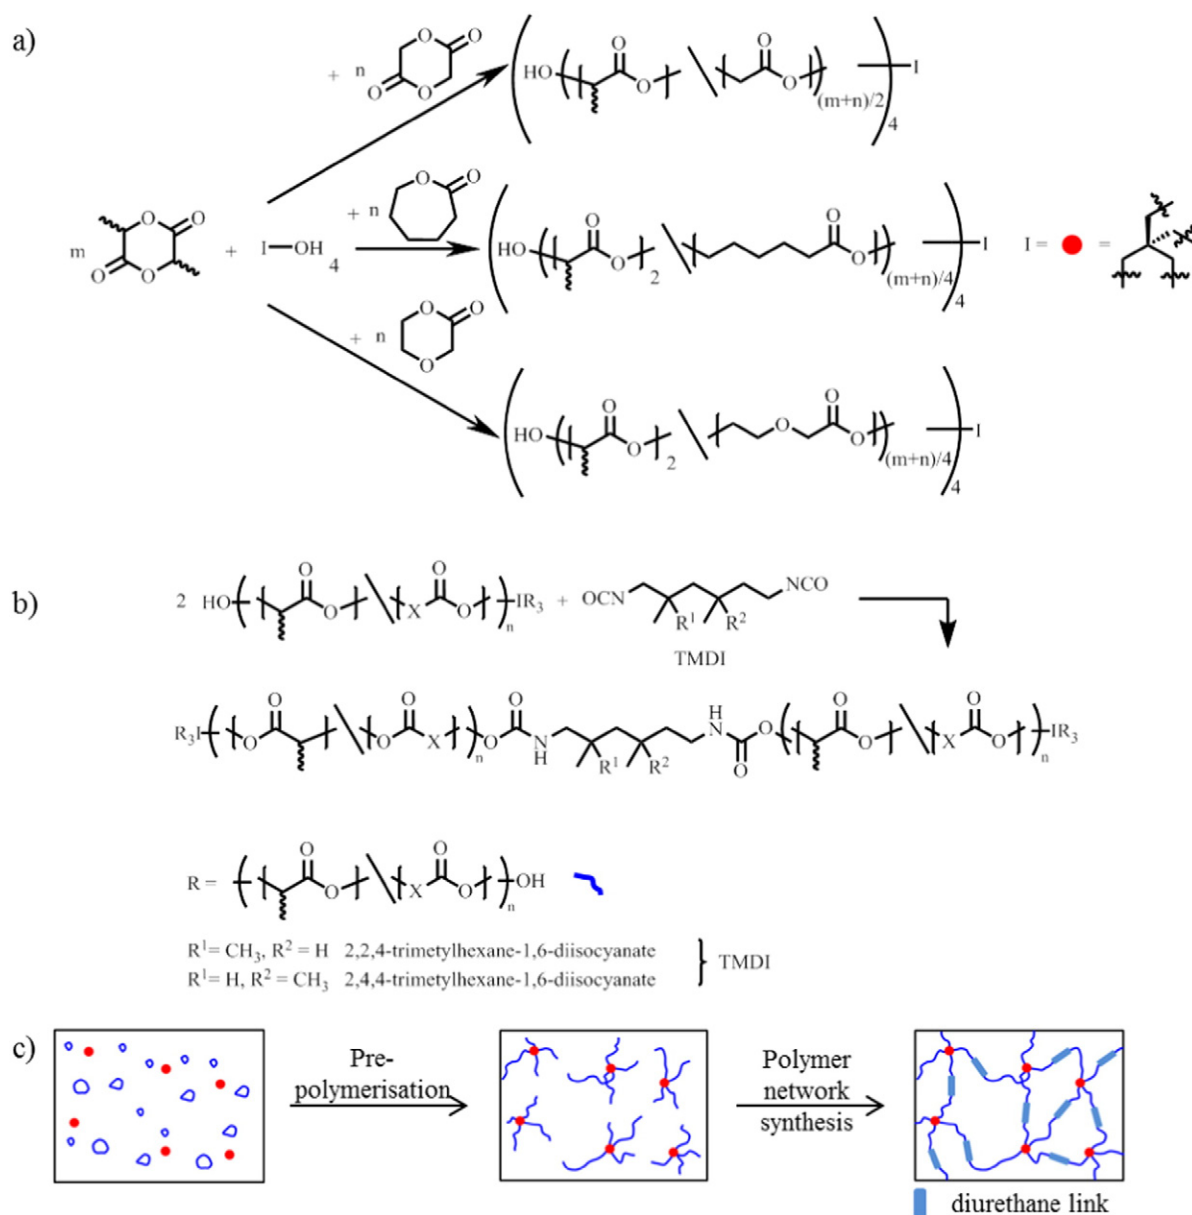 a)
+ n
O
O
O
O
HO
O
O
O
O
(m+n)/2
4
I
m
O
O
O
O
+
I
OH
4
+ n
O
O
HO
O
O
2
O
O
(m+n)/4
4
I
I =
=
+ n
O
O
O
HO
O
O
2
O
O
O
(m+n)/4
4
I
b)
2
HO
O
O
X
O
O
n
IR3
+
OCN
R1
R2
NCO
TMDI
R3I
O
O
O
O
X
n
O
O
N
H
R1
R2
H
N
O
O
O
O
X
O
O
n
IR3
R =
O
O
X
O
O
n
OH
R1= CH3, R2 = H 2,2,4-trimetylhexane-1,6-diisocyanate
R1= H, R2 = CH3 2,4,4-trimetylhexane-1,6-diisocyanate
} TMDI
c)
Pre-
polymerisation
Polymer
network
synthesis
diurethane link